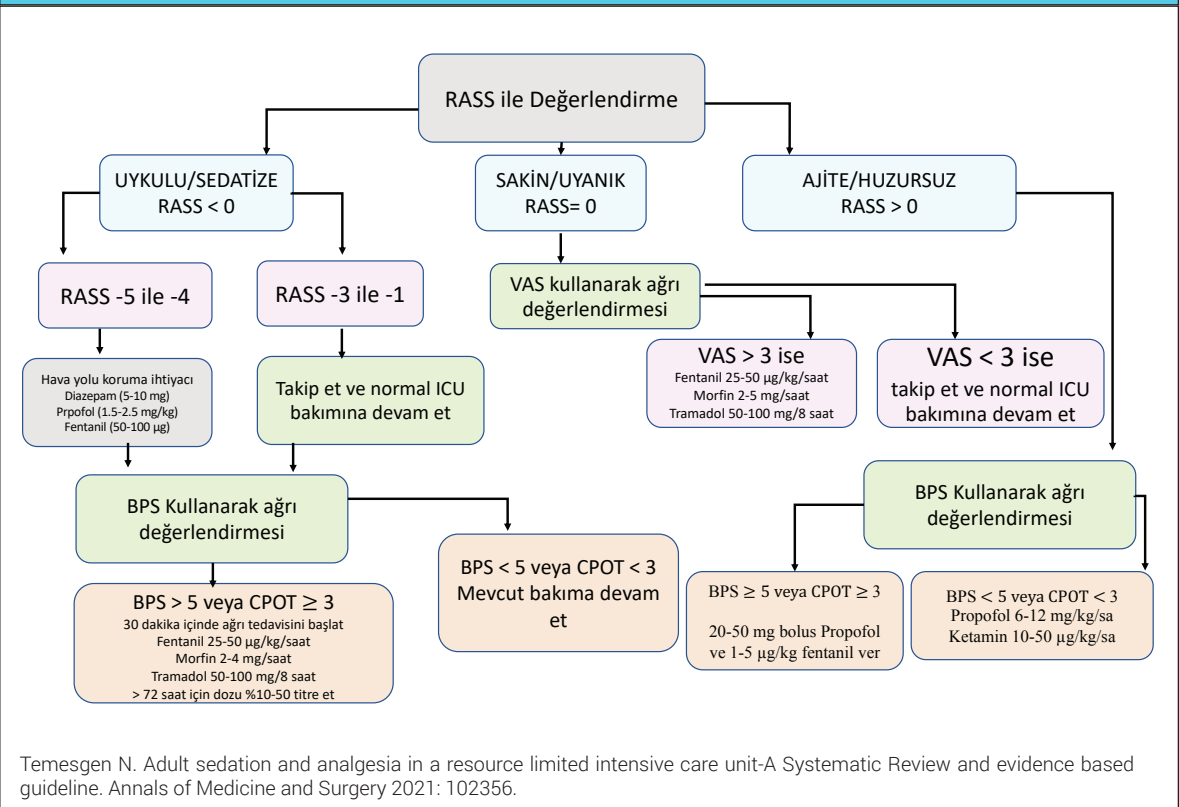 RASS ile Değerlendirme
UYKULU/SEDATİZE
RASS < 0
SAKİN/UYANIK
RASS= 0
AJİTE/HUZURSUZ
RASS > 0
RASS -5 ile -4
RASS -3 ile -1
VAS kullanarak ağrı
değerlendirmesi
Hava yolu koruma ihtiyacı
Diazepam (5-10 mg)
Prpofol (1.5-2.5 mg/kg)
Fentanil (50-100 µg)
Takip et ve normal ICU
bakımına devam et
VAS > 3 ise
Fentanil 25-50 µg/kg/saat
Morfin 2-5 mg/saat
Tramadol 50-100 mg/8 saat
VAS < 3 ise
takip et ve normal ICU
bakımına devam et
BPS Kullanarak ağrı
değerlendirmesi
BPS Kullanarak ağrı
değerlendirmesi
BPS > 5 veya CPOT ≥ 3
30 dakika içinde ağrı tedavisini başlat
Fentanil 25-50 µg/kg/saat
Morfin 2-4 mg/saat
Tramadol 50-100 mg/8 saat
> 72 saat için dozu %10-50 titre et
BPS < 5 veya CPOT < 3
Mevcut bakıma devam
et
BPS ≥ 5 veya CPOT ≥ 3
20-50 mg bolus Propofol
ve 1-5 µg/kg fentanil ver
BPS < 5 veya CPOT < 3
Propofol 6-12 mg/kg/sa
Ketamin 10-50 µg/kg/sa
Temesgen N. Adult sedation and analgesia in a resource limited intensive care unit-A Systematic Review and evidence based
guideline. Annals of Medicine and Surgery 2021: 102356.